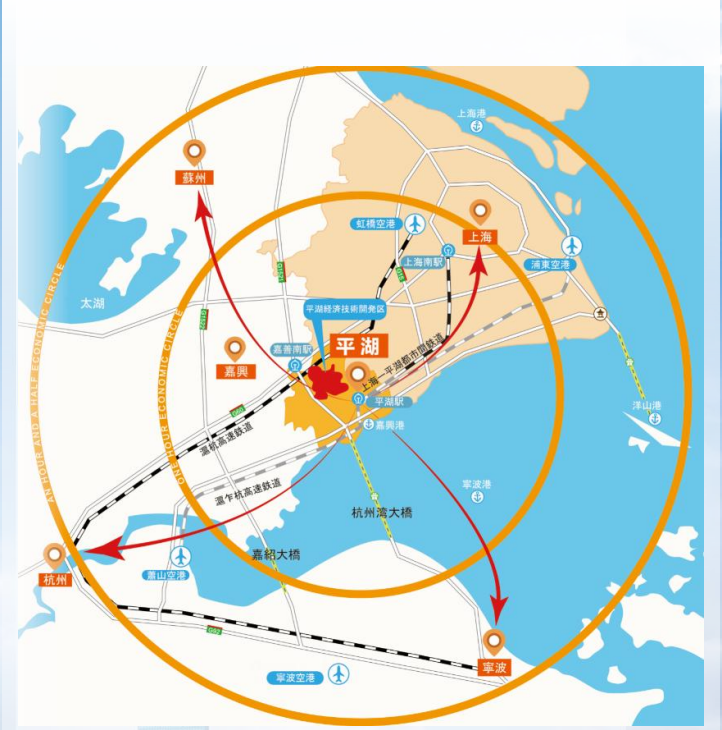 上海港
蘇州
虹橋空港
上海
上海南駅
浦東空港
太湖
平湖経済技術開発区
平湖
嘉善南駅
嘉興
上海一平湖都市間鉄道
平湖駅
嘉興港
洋山港
AN HOUR AND A HALF ECONOMIC CIRCLE
ONE HOUR ECONOMIC CIRCLE
G60
滬杭高速鉄道
滬乍杭高速鉄道
寧波港
杭州湾大橋
嘉紹大橋
杭州
蕭山空港
G92
寧波空港
寧波